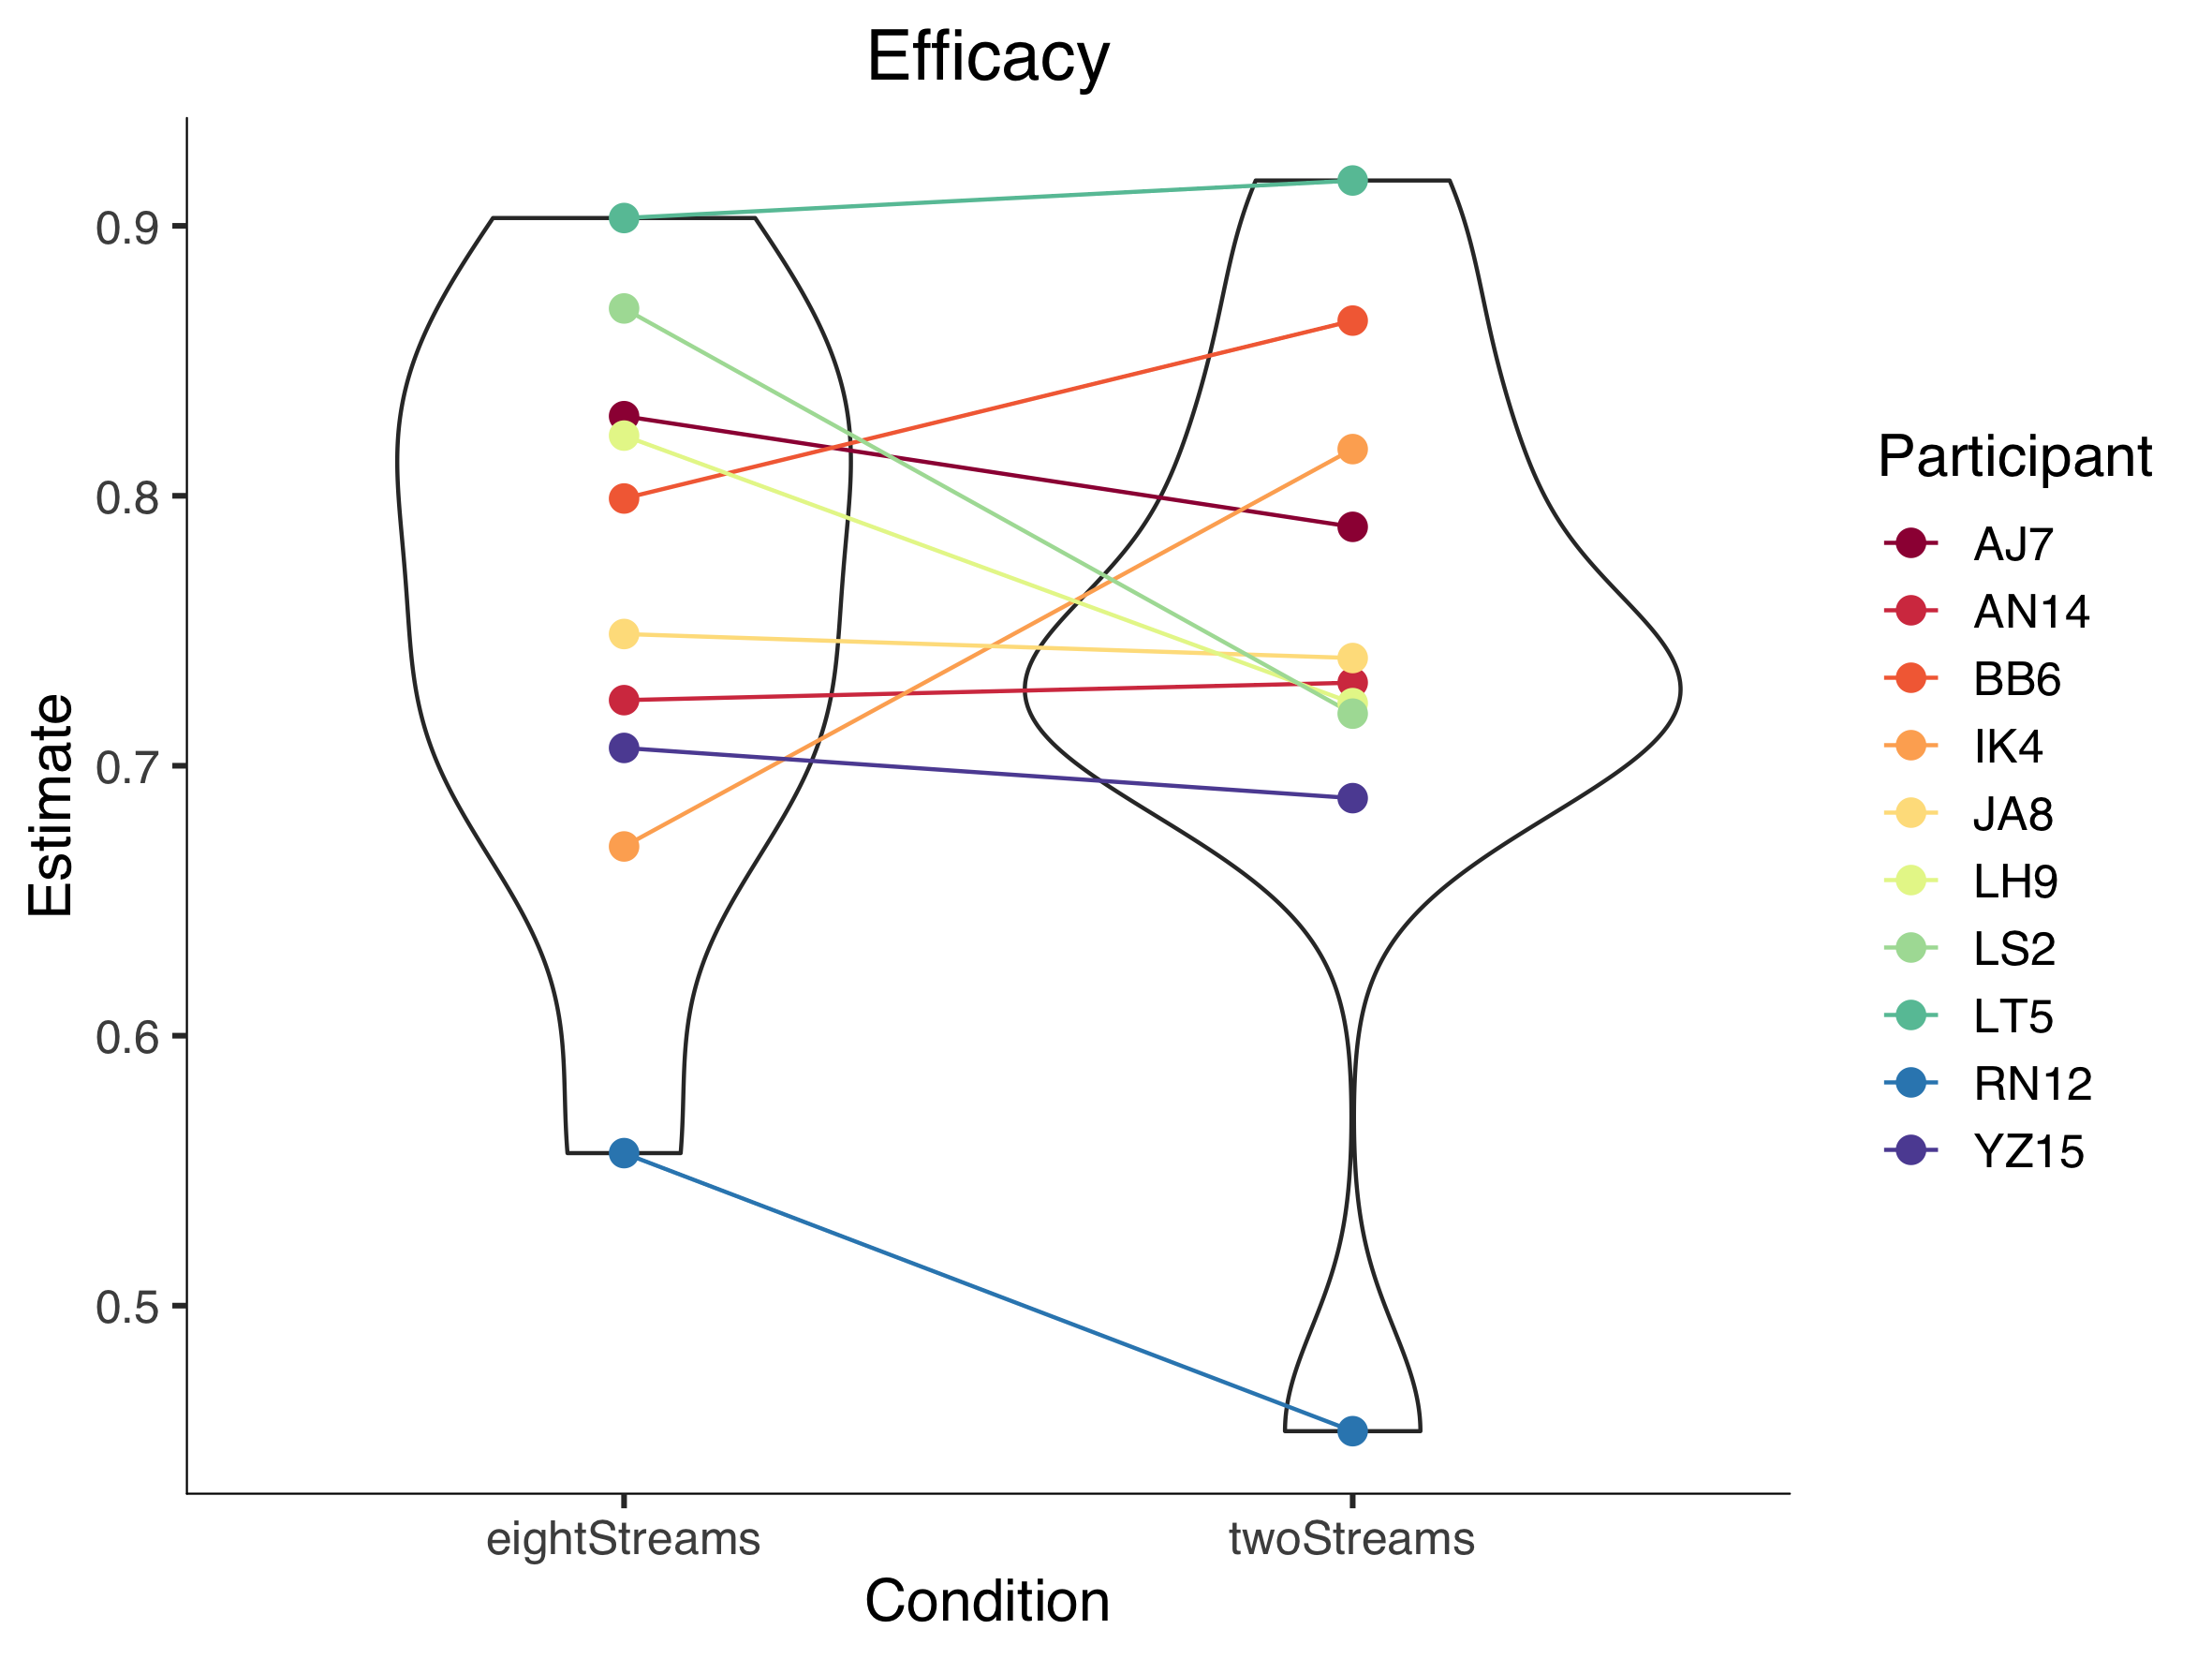 Efficacy
Estimate
0.9
0.8
0.7
0.6
0.5
eightStreams
twoStreams
Condition
Participant
AJ7
AN14
BB6
IK4
JA8
LH9
LS2
LT5
RN12
YZ15